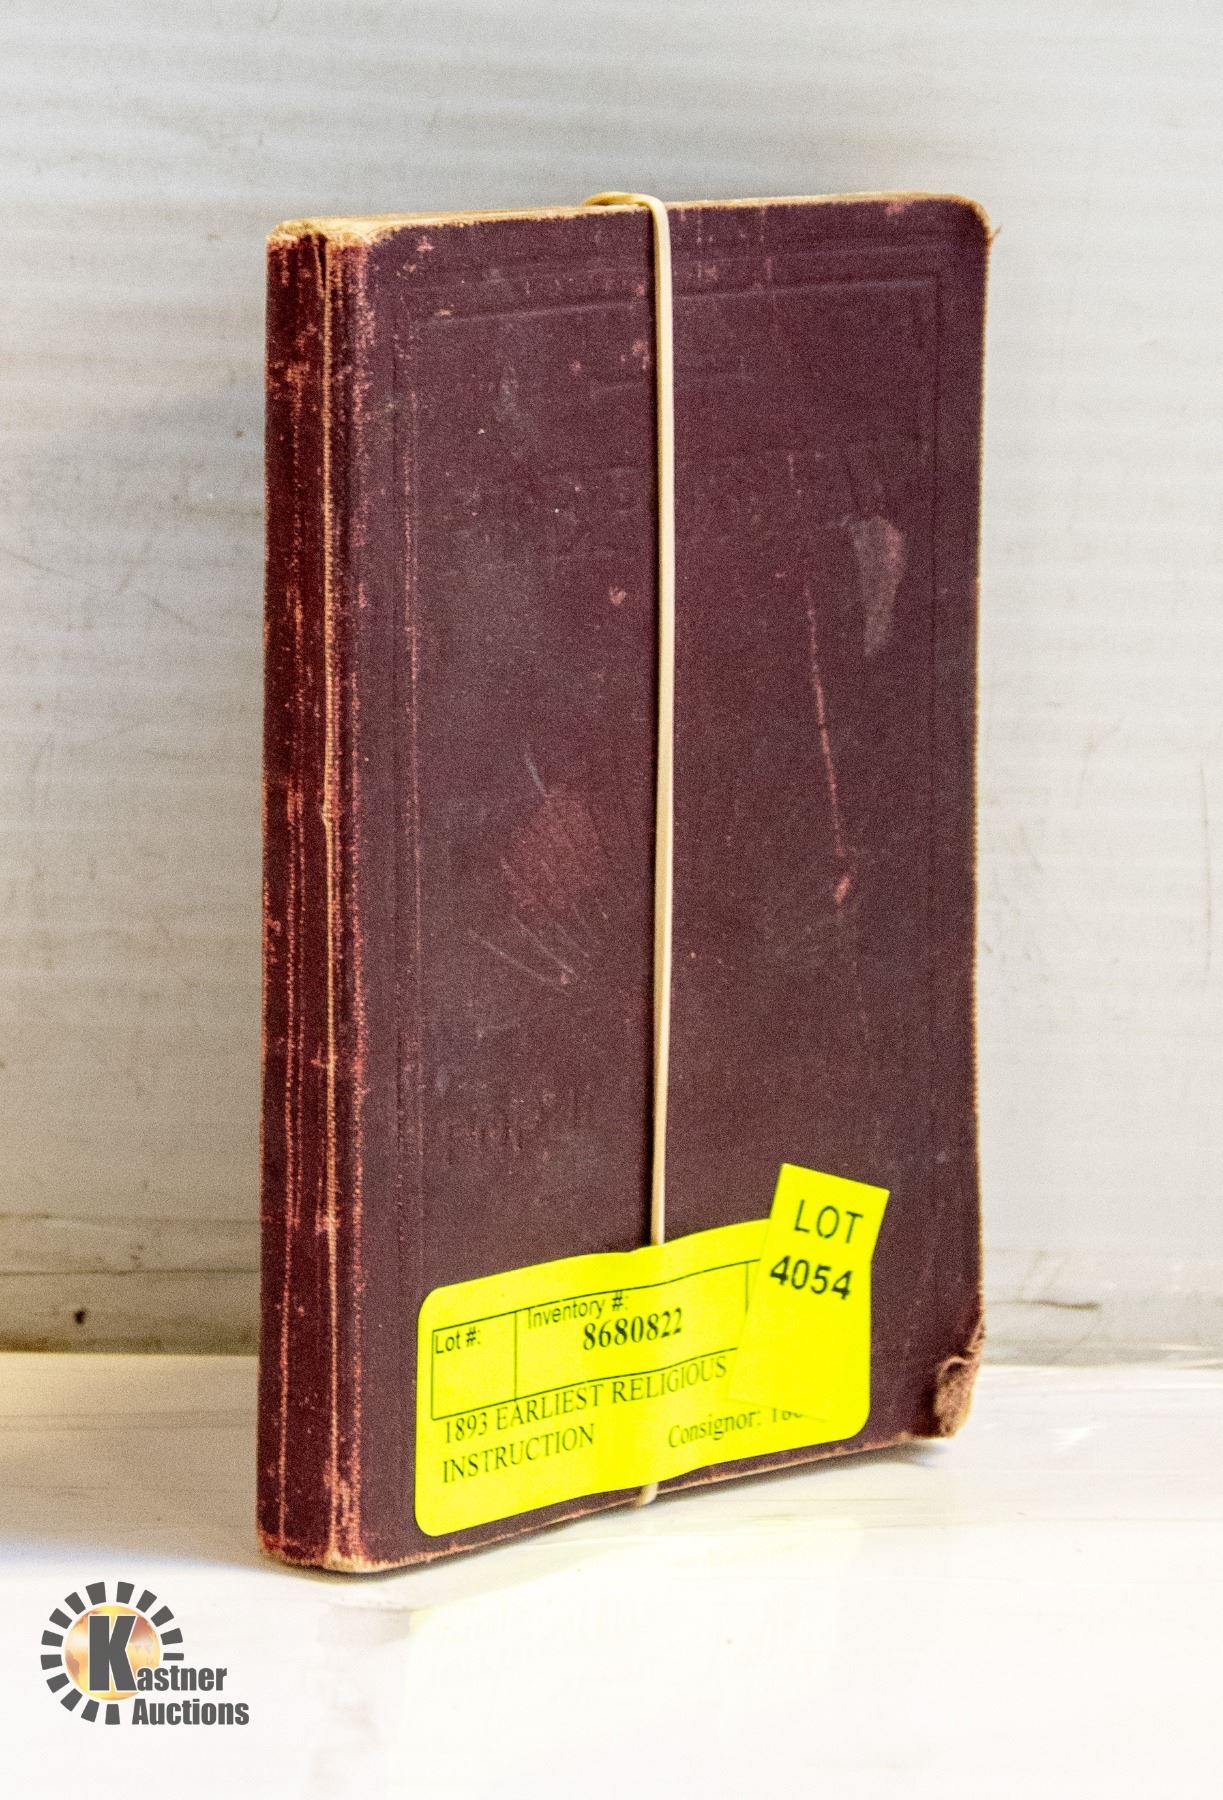 LOT
4054
Lot #:
Inventory #:
8680822
1893 EARLIEST RELIGIOUS
INSTRUCTION
Consignor:
Kastner
Auctions